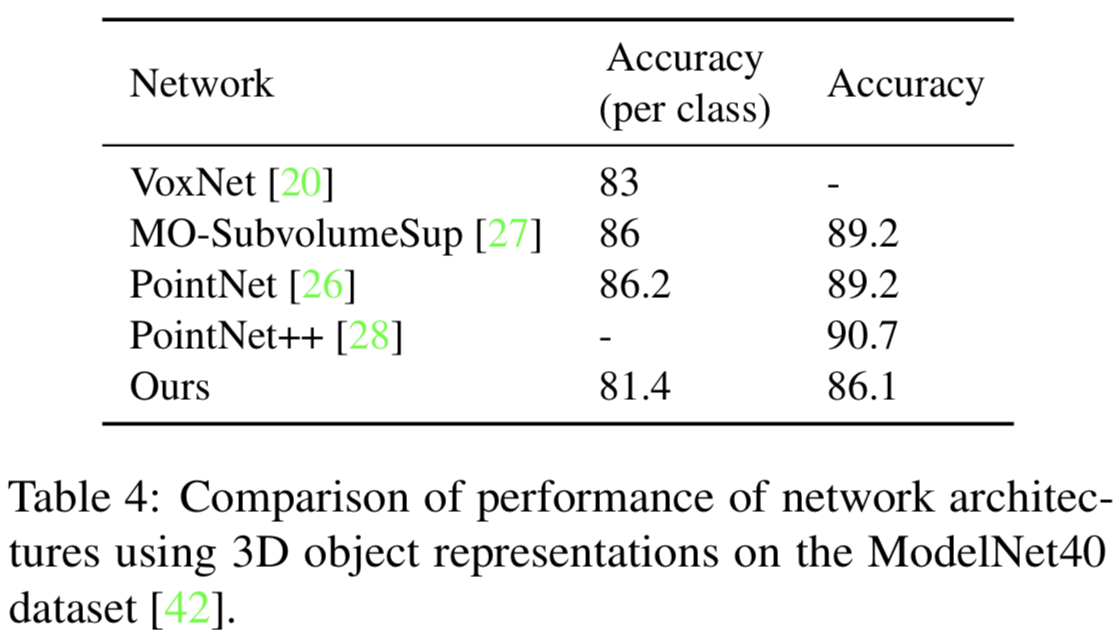 Network Accuracy (per class) Accuracy
VoxNet [20] 83 -
MO-SubvolumeSup [27] 86 89.2
PointNet [26] 86.2 89.2
PointNet++ [28] - 90.7
Ours 81.4 86.1
Table 4: Comparison of performance of network architec-
tures using 3D object representations on the ModelNet40
dataset [42].